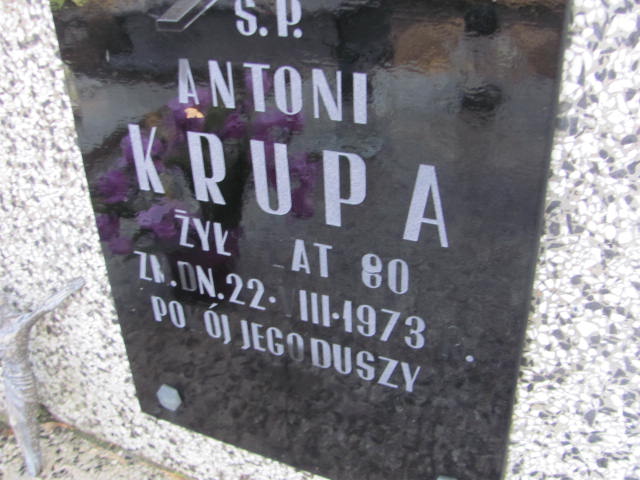 Ś.P.
ANTONI
KRUPA
ŻYŁ LAT 80
ZM. DN. 22. VIII. 1973
POKÓJ JEGO DUSZY